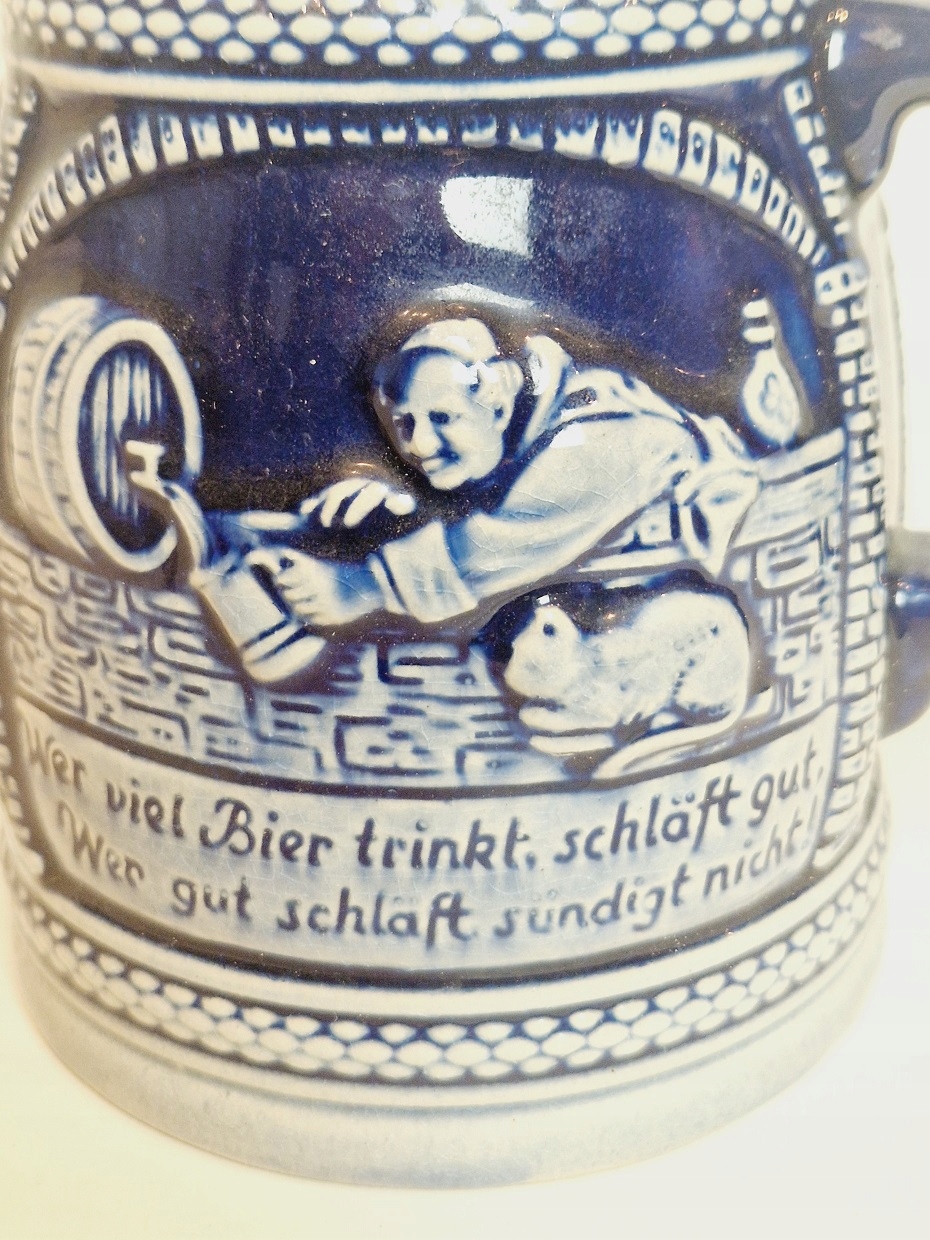 Wer viel Bier trinkt, schläft gut,
Wer gut schläft, sündigt nicht!